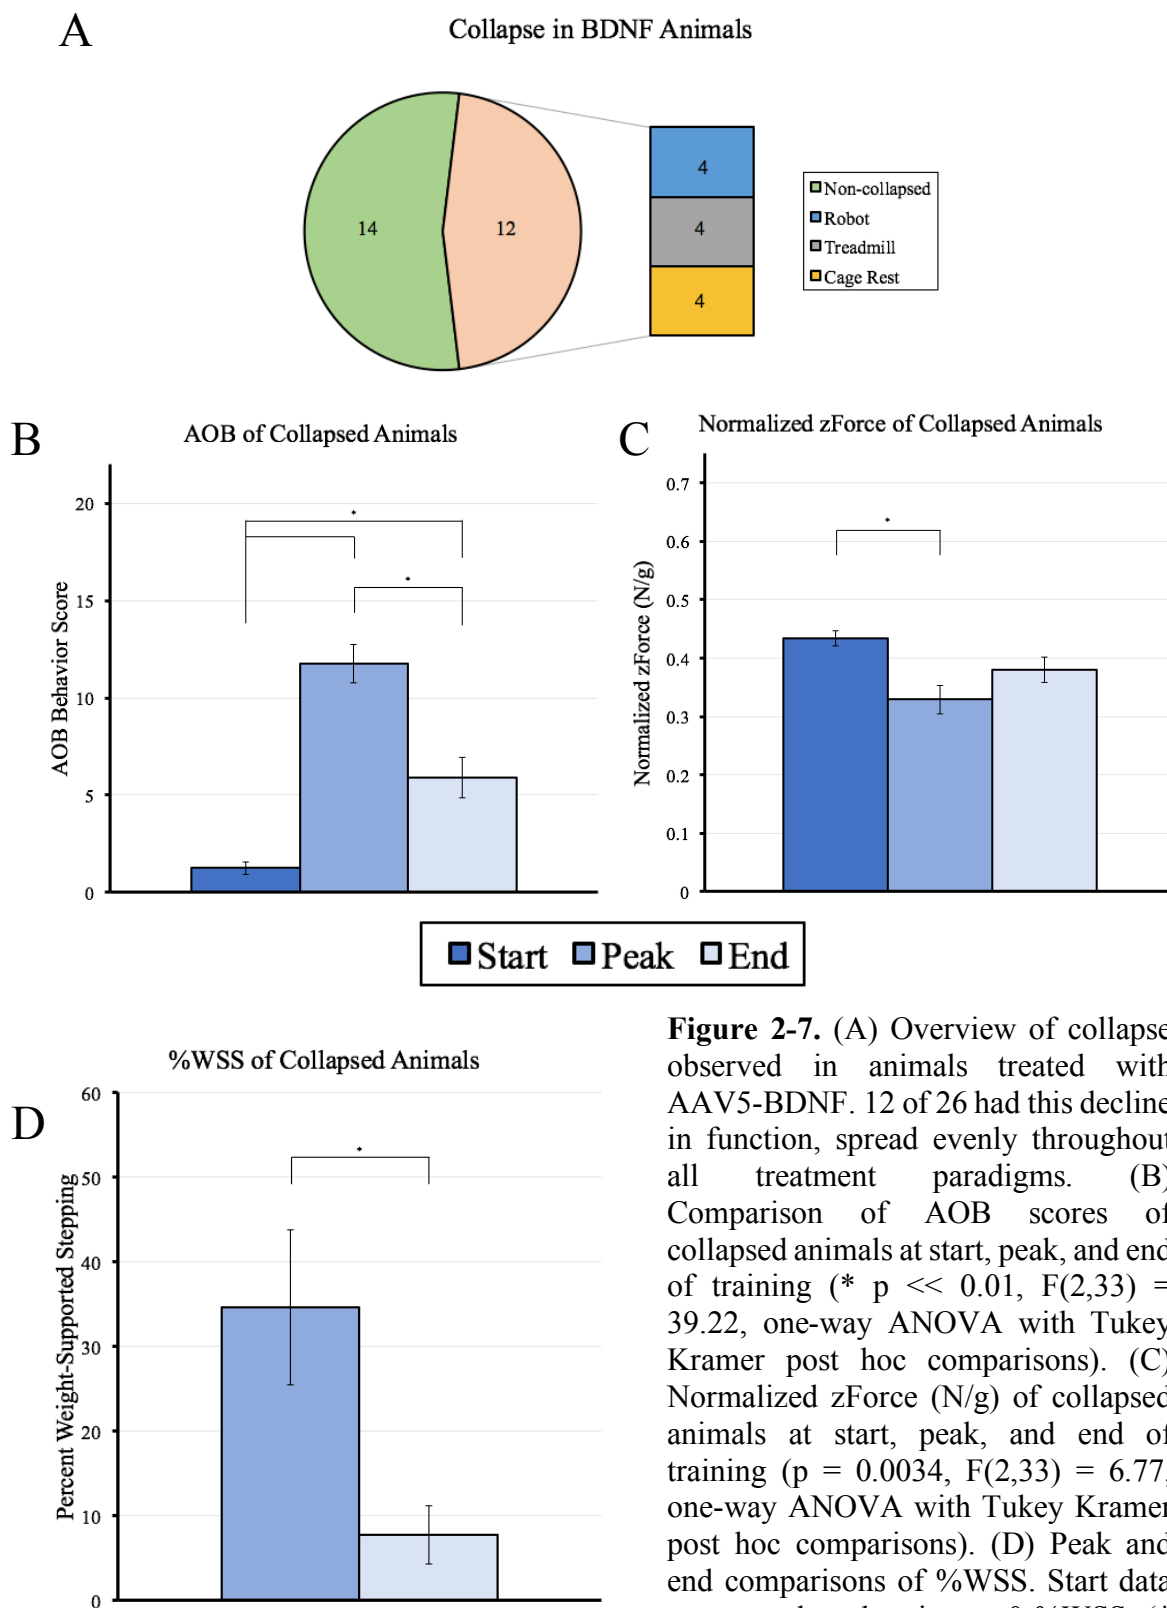 A
Collapse in BDNF Animals
14
12
4
4
4
Non-collapsed
Robot
Treadmill
Cage Rest
B
AOB of Collapsed Animals
AOB Behavior Score
20
15
10
5
0
*
*
C
Normalized zForce of Collapsed Animals
Normalized zForce (N/g)
0.7
0.6
0.5
0.4
0.3
0.2
0.1
0
*
Start
Peak
End
D
%WSS of Collapsed Animals
Percent Weight-Supported Stepping
60
50
40
30
20
10
0
*
Figure 2-7. (A) Overview of collapse
observed in animals treated with
AAV5-BDNF. 12 of 26 had this decline
in function, spread evenly throughout
all treatment paradigms. (B)
Comparison of AOB scores of
collapsed animals at start, peak, and end
of training (* p << 0.01, F(2,33) =
39.22, one-way ANOVA with Tukey
Kramer post hoc comparisons). (C)
Normalized zForce (N/g) of collapsed
animals at start, peak, and end of
training (p = 0.0034, F(2,33) = 6.77,
one-way ANOVA with Tukey Kramer
post hoc comparisons). (D) Peak and
end comparisons of %WSS. Start data